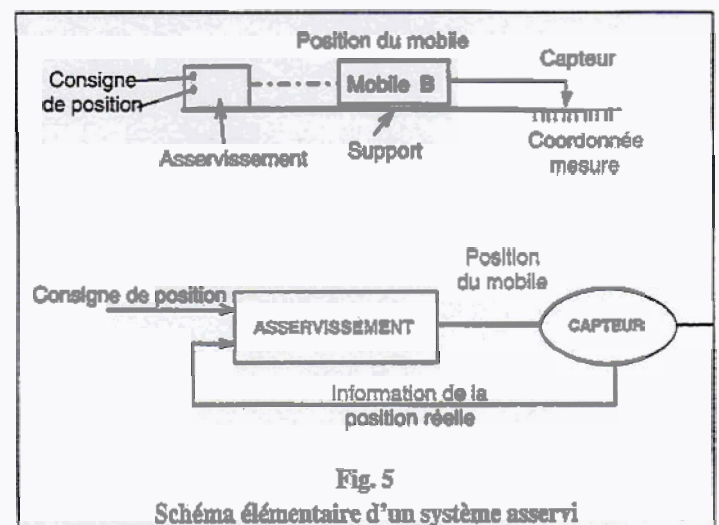 Position du mobile
Capteur
Consigne
de position
Mobile B
Asservissement
Support
Coordonnée
mesure
Position
du mobile
Consigne de position
ASSERVISSEMENT
CAPTEUR
Information de la
position réelle
Fig. 5
Schéma élémentaire d'un système asservi